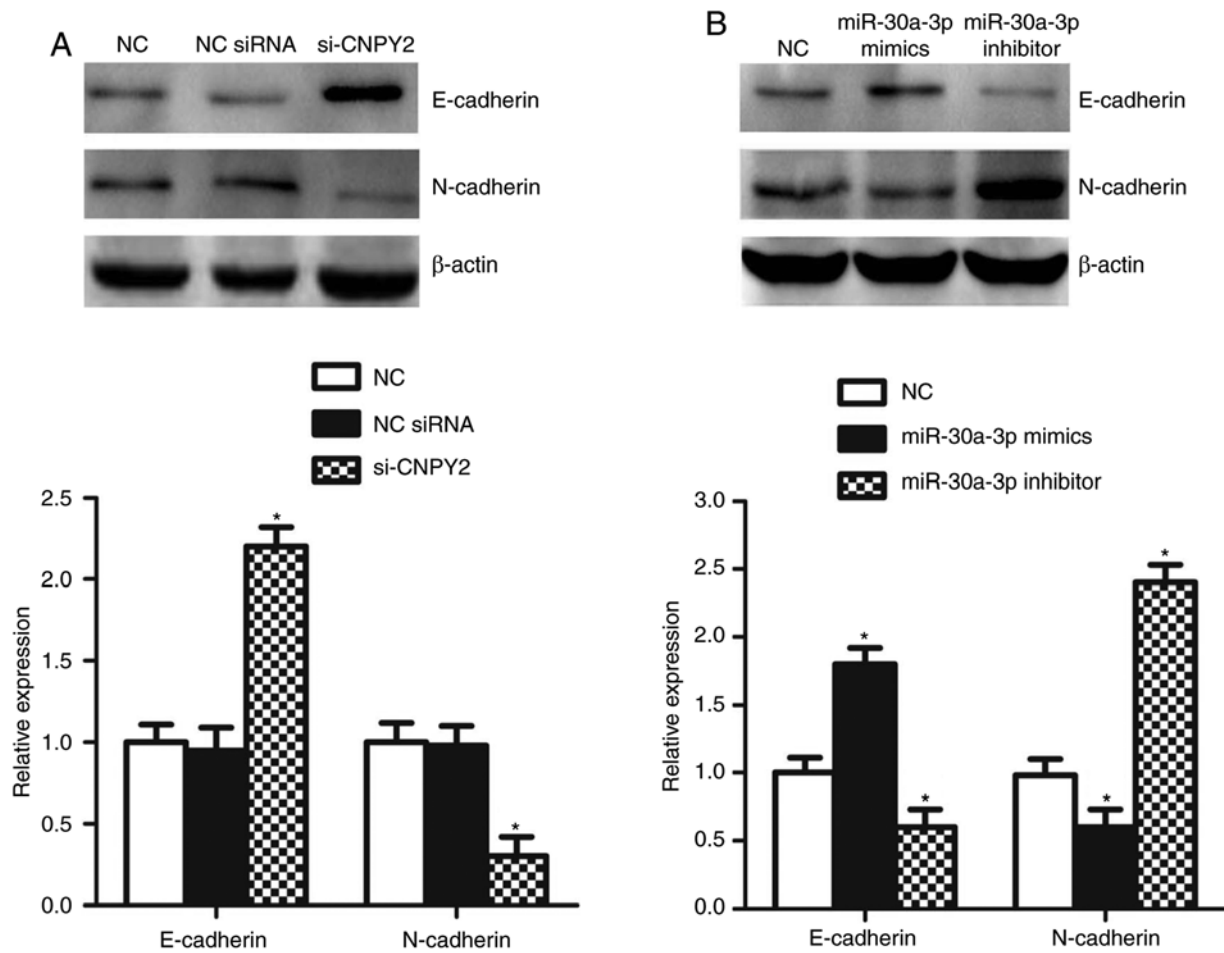 A
NC NC siRNA si-CNPY2
E-cadherin
N-cadherin
β-actin
NC
NC siRNA
si-CNPY2
2.5
2.0
1.5
1.0
0.5
0.0
Relative expression
*
*
E-cadherin N-cadherin
B
NC miR-30a-3p mimics miR-30a-3p inhibitor
E-cadherin
N-cadherin
β-actin
NC
miR-30a-3p mimics
miR-30a-3p inhibitor
3.0
2.5
2.0
1.5
1.0
0.5
0.0
Relative expression
*
*
*
*
E-cadherin N-cadherin